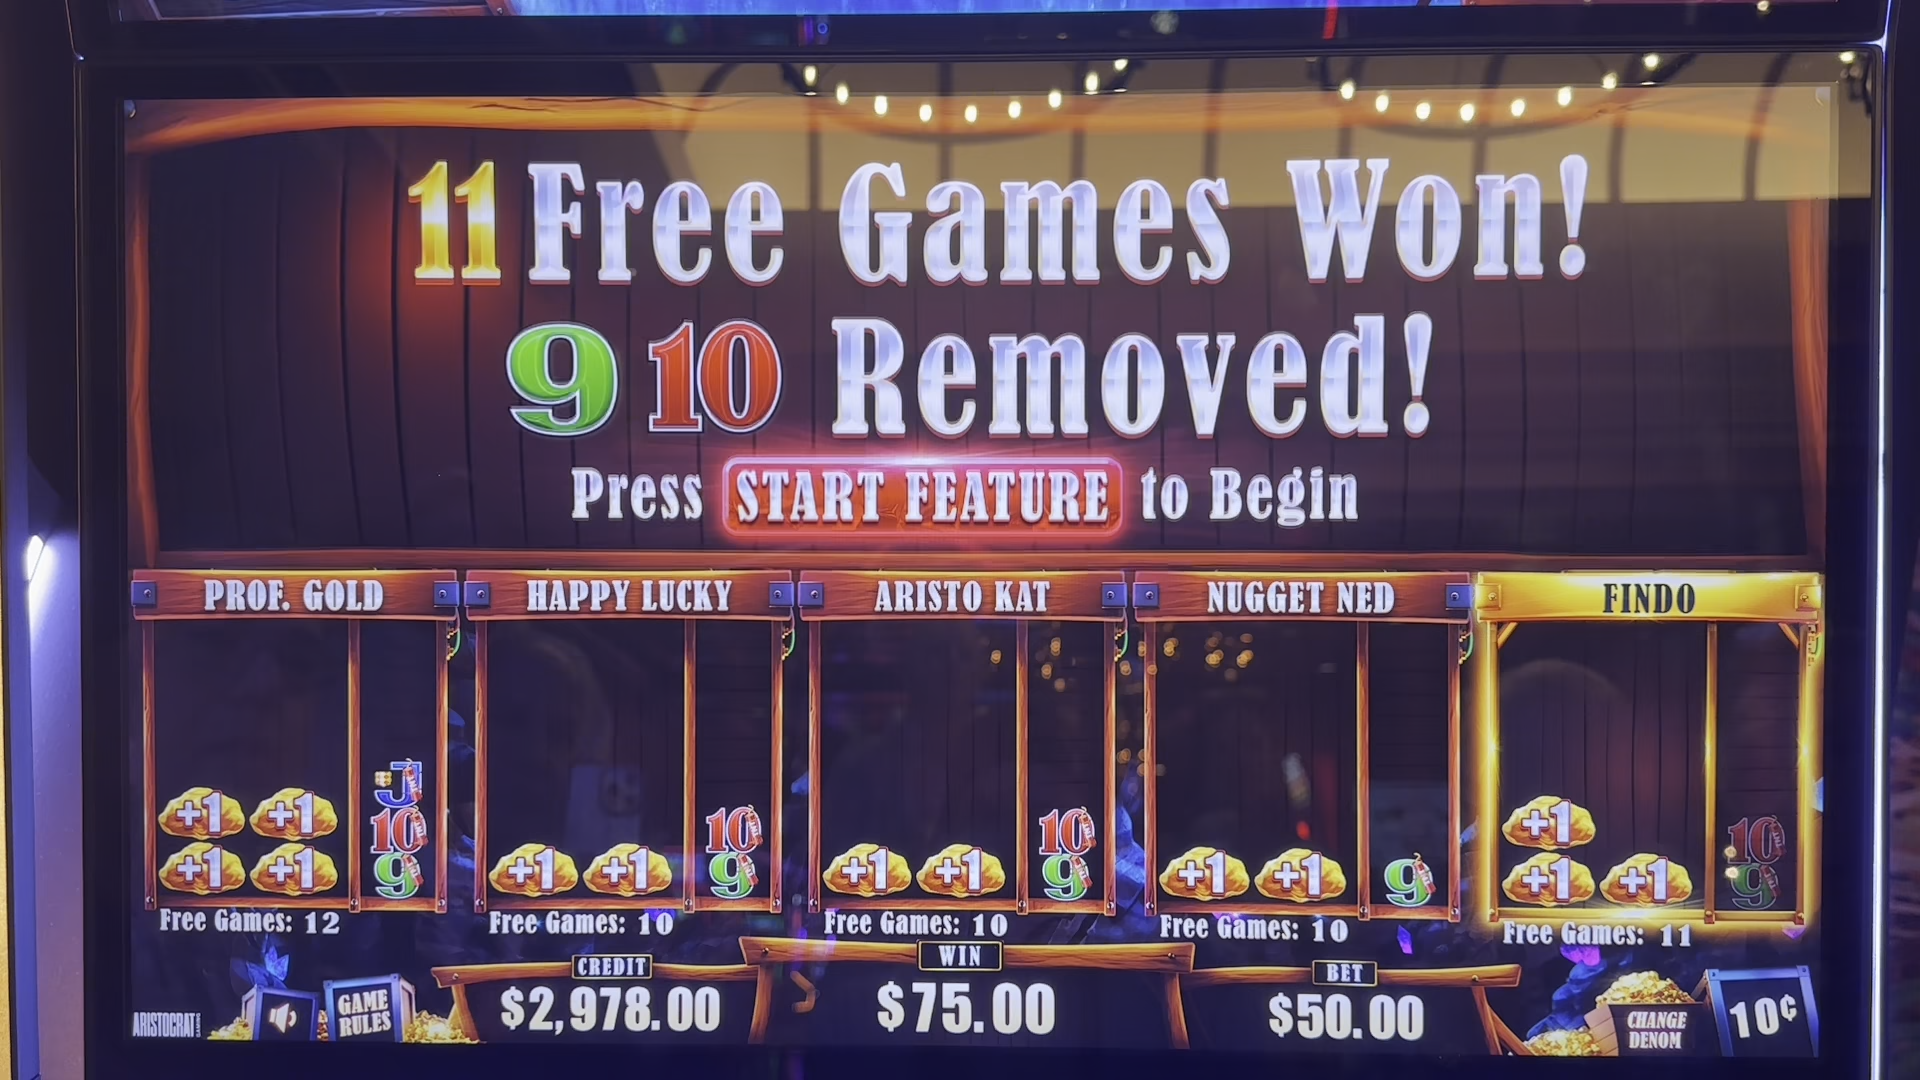 11 Free Games Won!
9 10 Removed!
Press START FEATURE to Begin
PROF. GOLD
HAPPY LUCKY
ARISTO KAT
NUGGET NED
FINDO
+1 +1
+1 +1
J
10
9
Free Games: 12
+1 +1
10
9
Free Games: 10
+1 +1
10
9
Free Games: 10
+1 +1
9
Free Games: 10
+1
+1 +1
10
9
Free Games: 11
CREDIT
$2,978.00
WIN
$75.00
BET
$50.00
ARISTOCRAT
GAME
RULES
CHANGE
DENOM
10¢